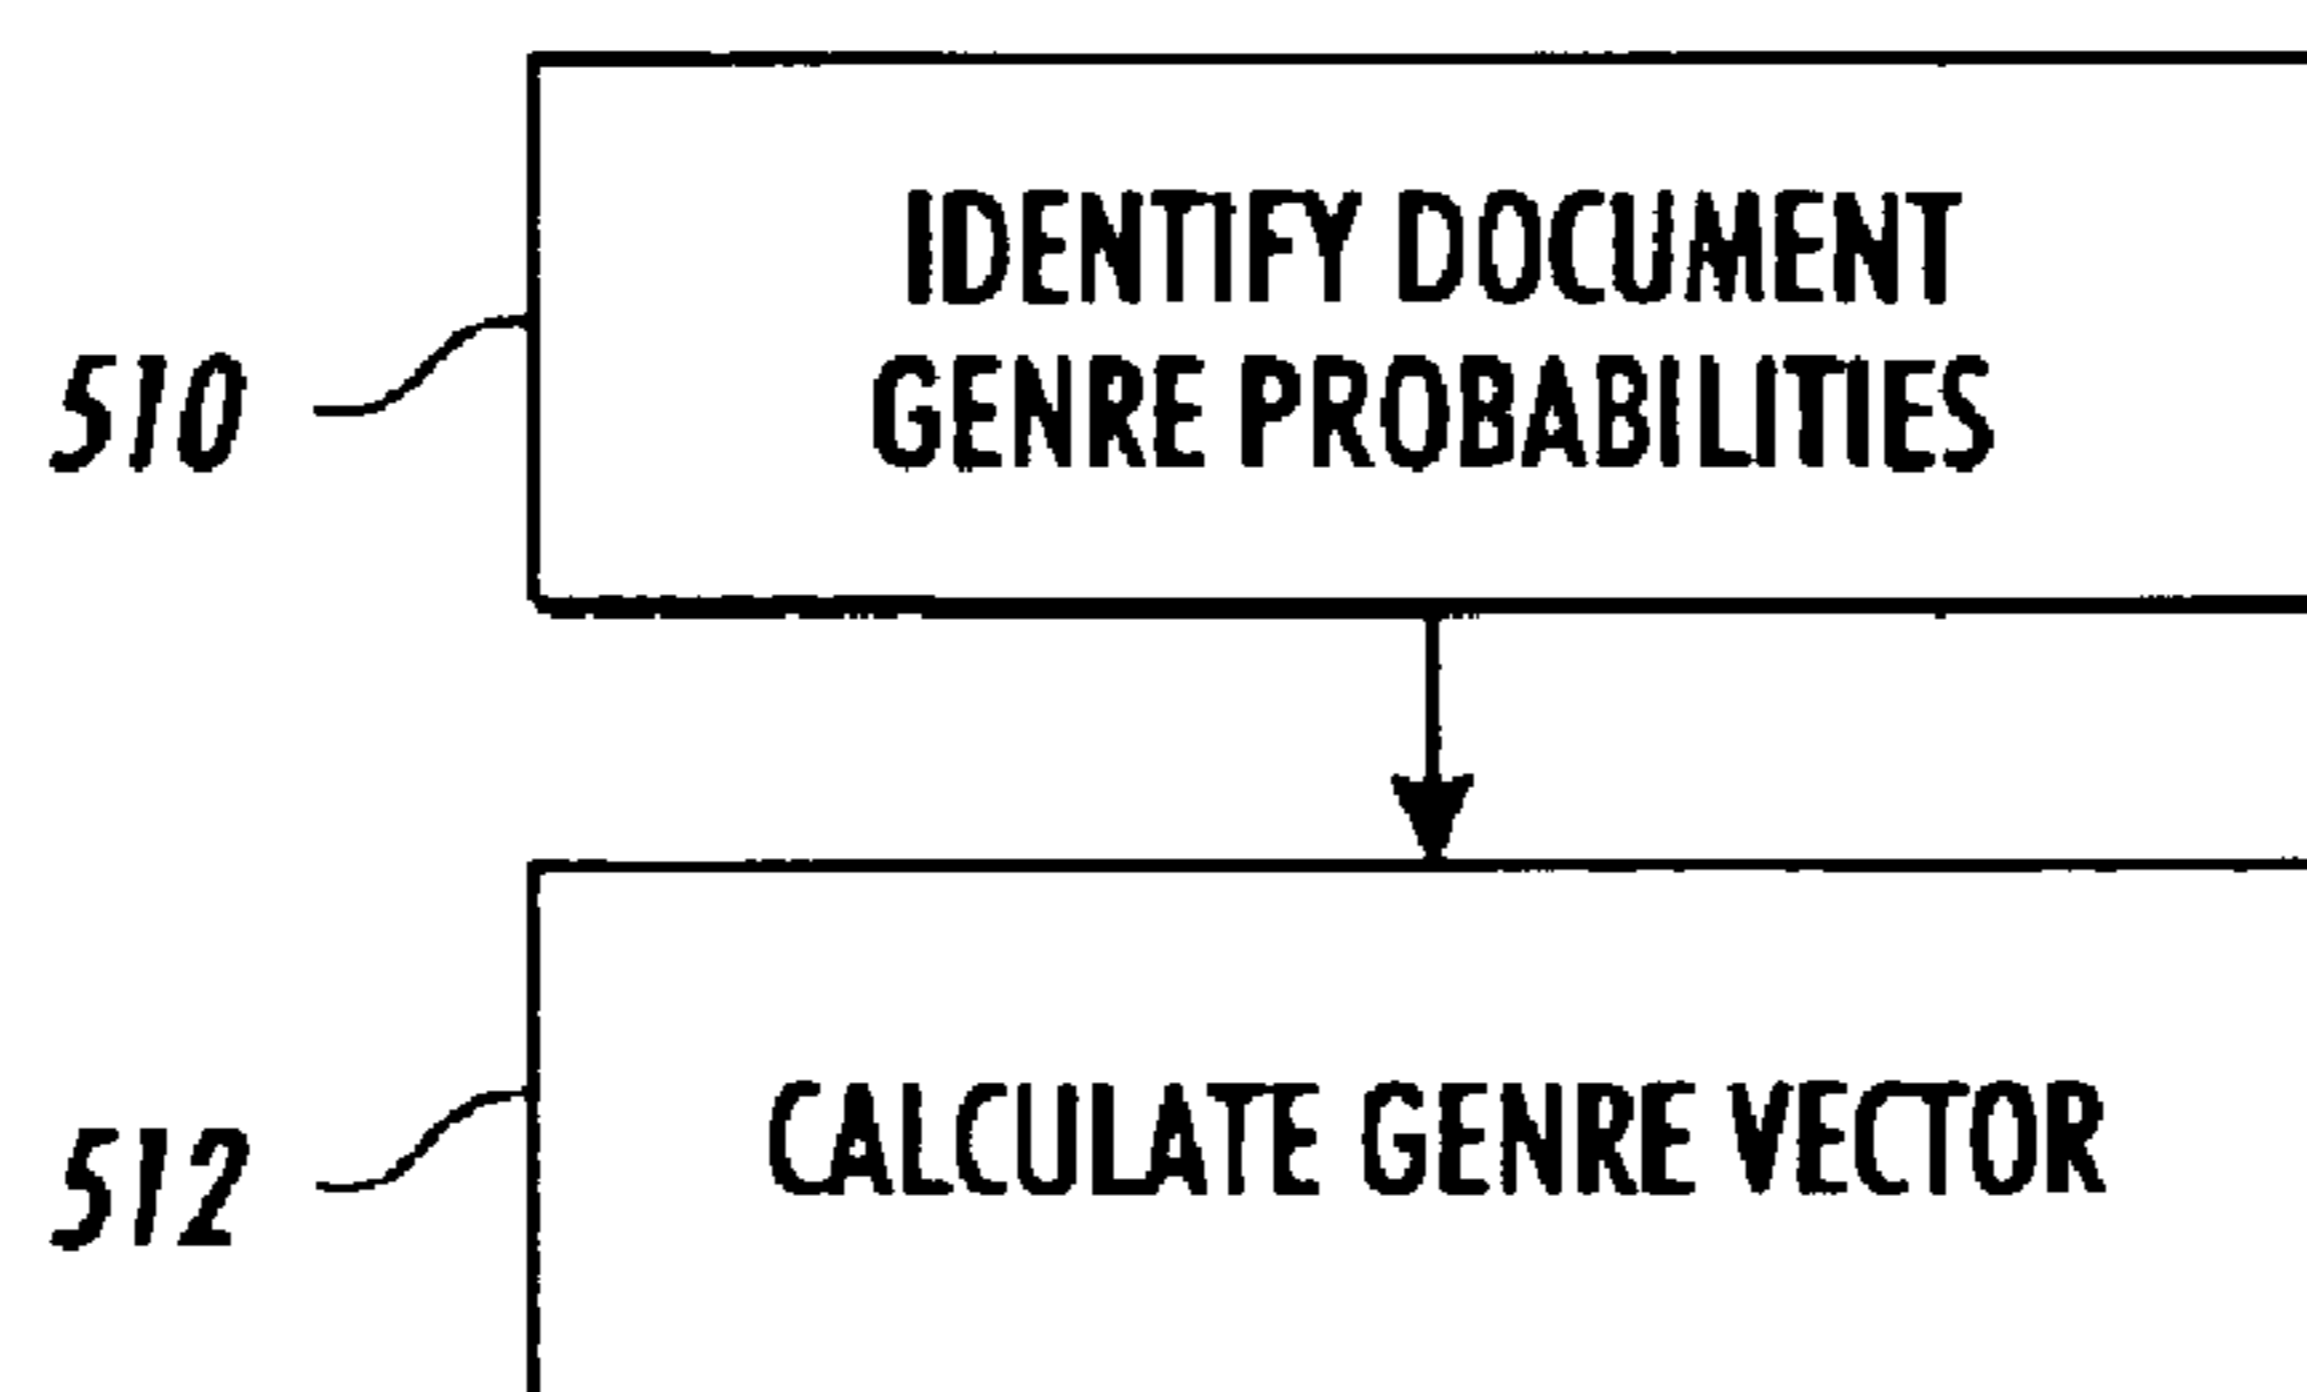 IDENTIFY DOCUMENT
GENRE PROBABILITIES
510
CALCULATE GENRE VECTOR
512